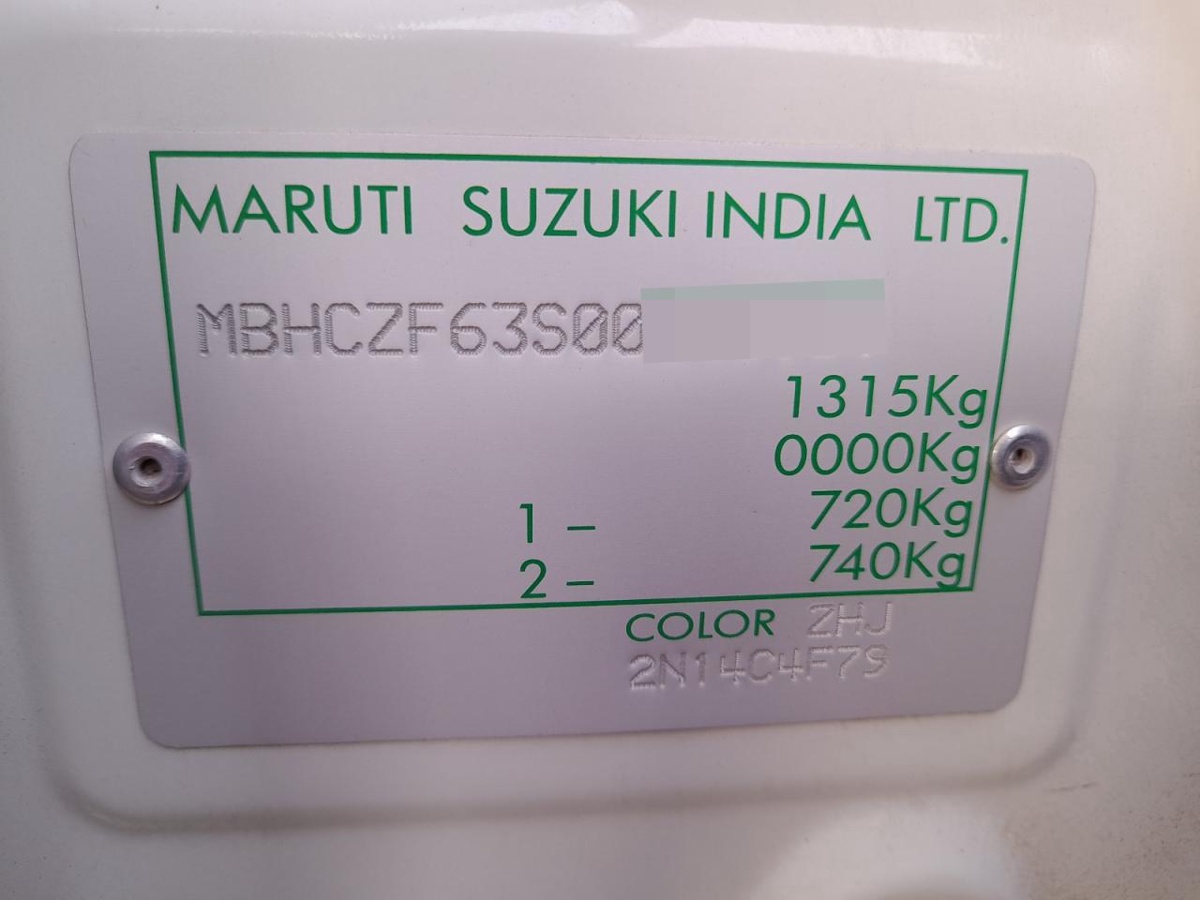 MARUTI SUZUKI INDIA LTD.
MBHCZF63S00
1315Kg
0000Kg
1 – 720Kg
2 – 740Kg
COLOR ZHJ
2N14C4F79